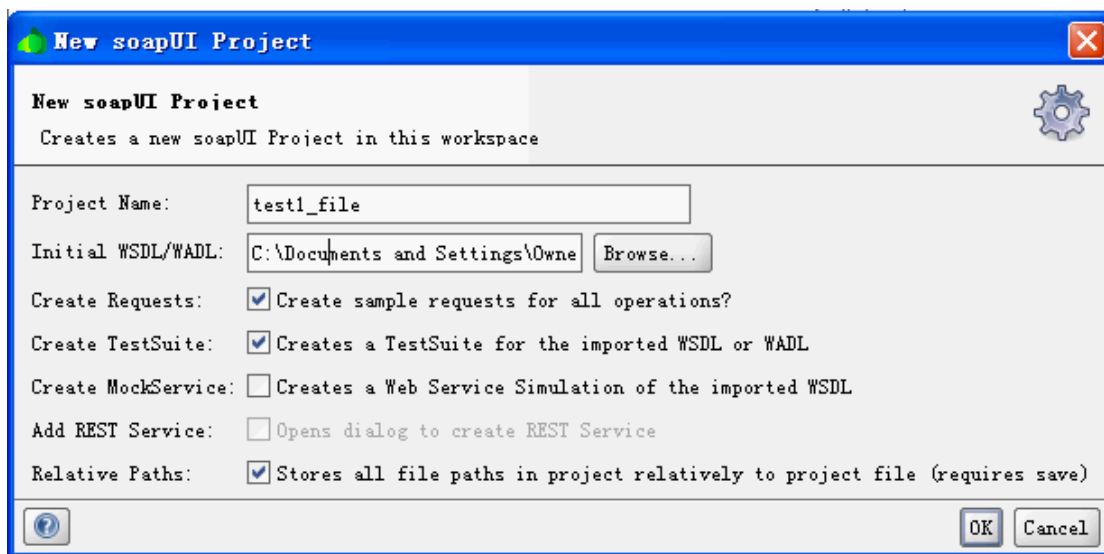 New soapUI Project
New soapUI Project
Creates a new soapUI Project in this workspace
Project Name: test1_file
Initial WSDL/WADL: C:\Documents and Settings\Owne Browse...
Create Requests: Create sample requests for all operations?
Create TestSuite: Creates a TestSuite for the imported WSDL or WADL
Create MockService: Creates a Web Service Simulation of the imported WSDL
Add REST Service: Opens dialog to create REST Service
Relative Paths: Stores all file paths in project relatively to project file (requires save)
? OK Cancel